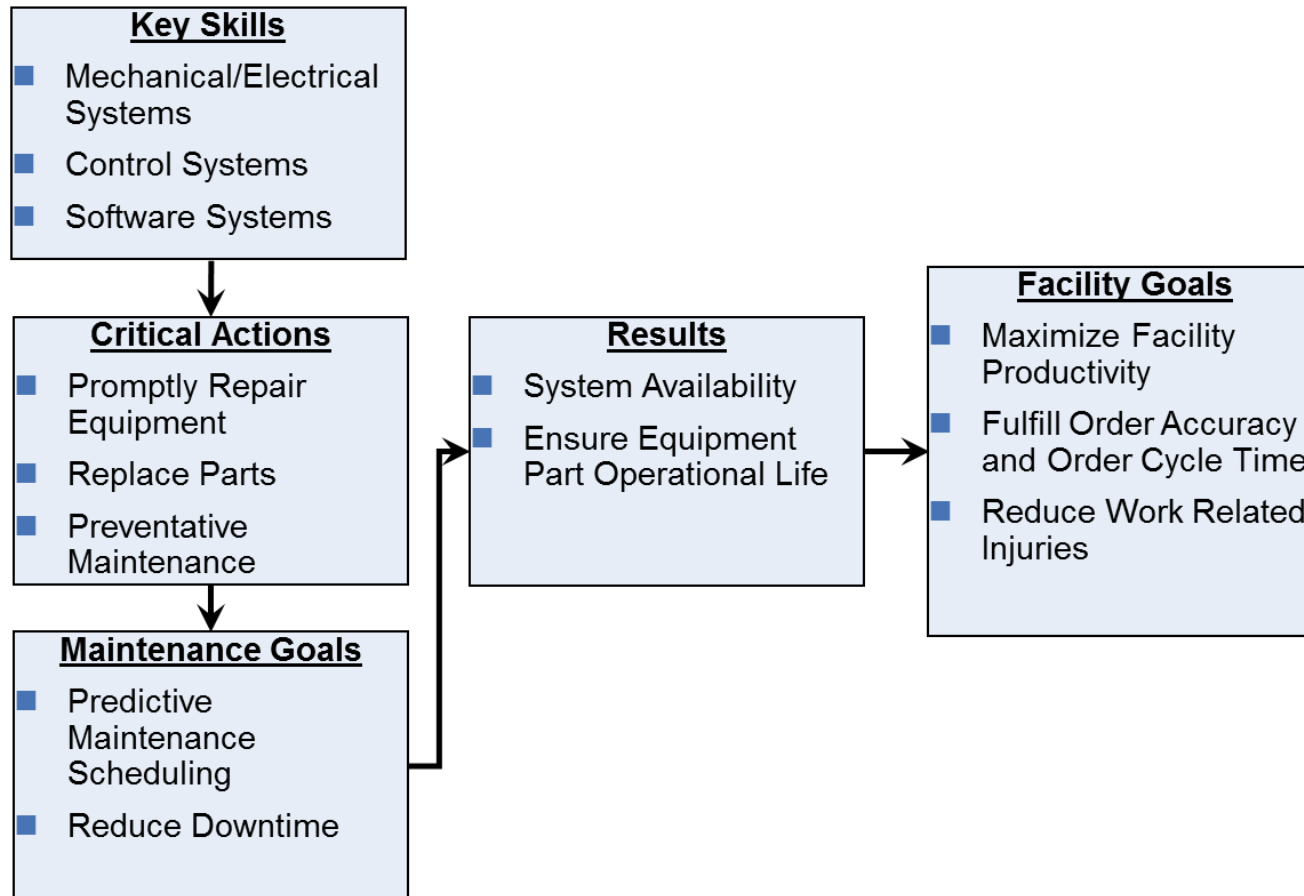 Key Skills
Mechanical/Electrical
Systems
Control Systems
Software Systems
Critical Actions
Promptly Repair
Equipment
Replace Parts
Preventative
Maintenance
Maintenance Goals
Predictive
Maintenance
Scheduling
Reduce Downtime
Results
System Availability
Ensure Equipment
Part Operational Life
Facility Goals
Maximize Facility
Productivity
Fulfill Order Accuracy
and Order Cycle Time
Reduce Work Related
Injuries